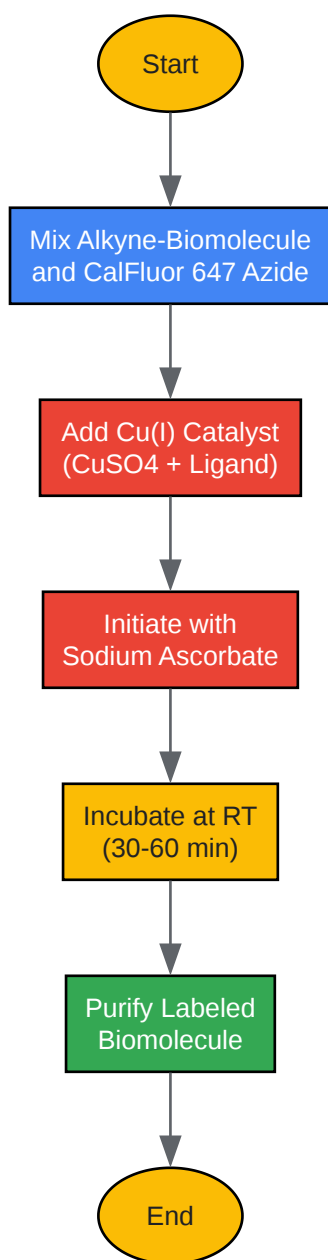 Start
Mix Alkyne-Biomolecule
and CalFluor 647 Azide
Add Cu(I) Catalyst
(CuSO4 + Ligand)
Initiate with
Sodium Ascorbate
Incubate at RT
(30-60 min)
Purify Labeled
Biomolecule
End